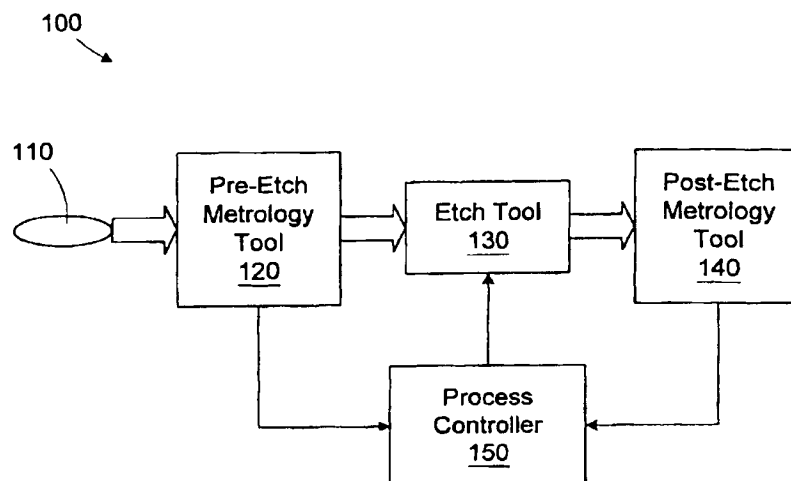 100
110
Pre-Etch
Metrology
Tool
120
Etch Tool
130
Post-Etch
Metrology
Tool
140
Process
Controller
150